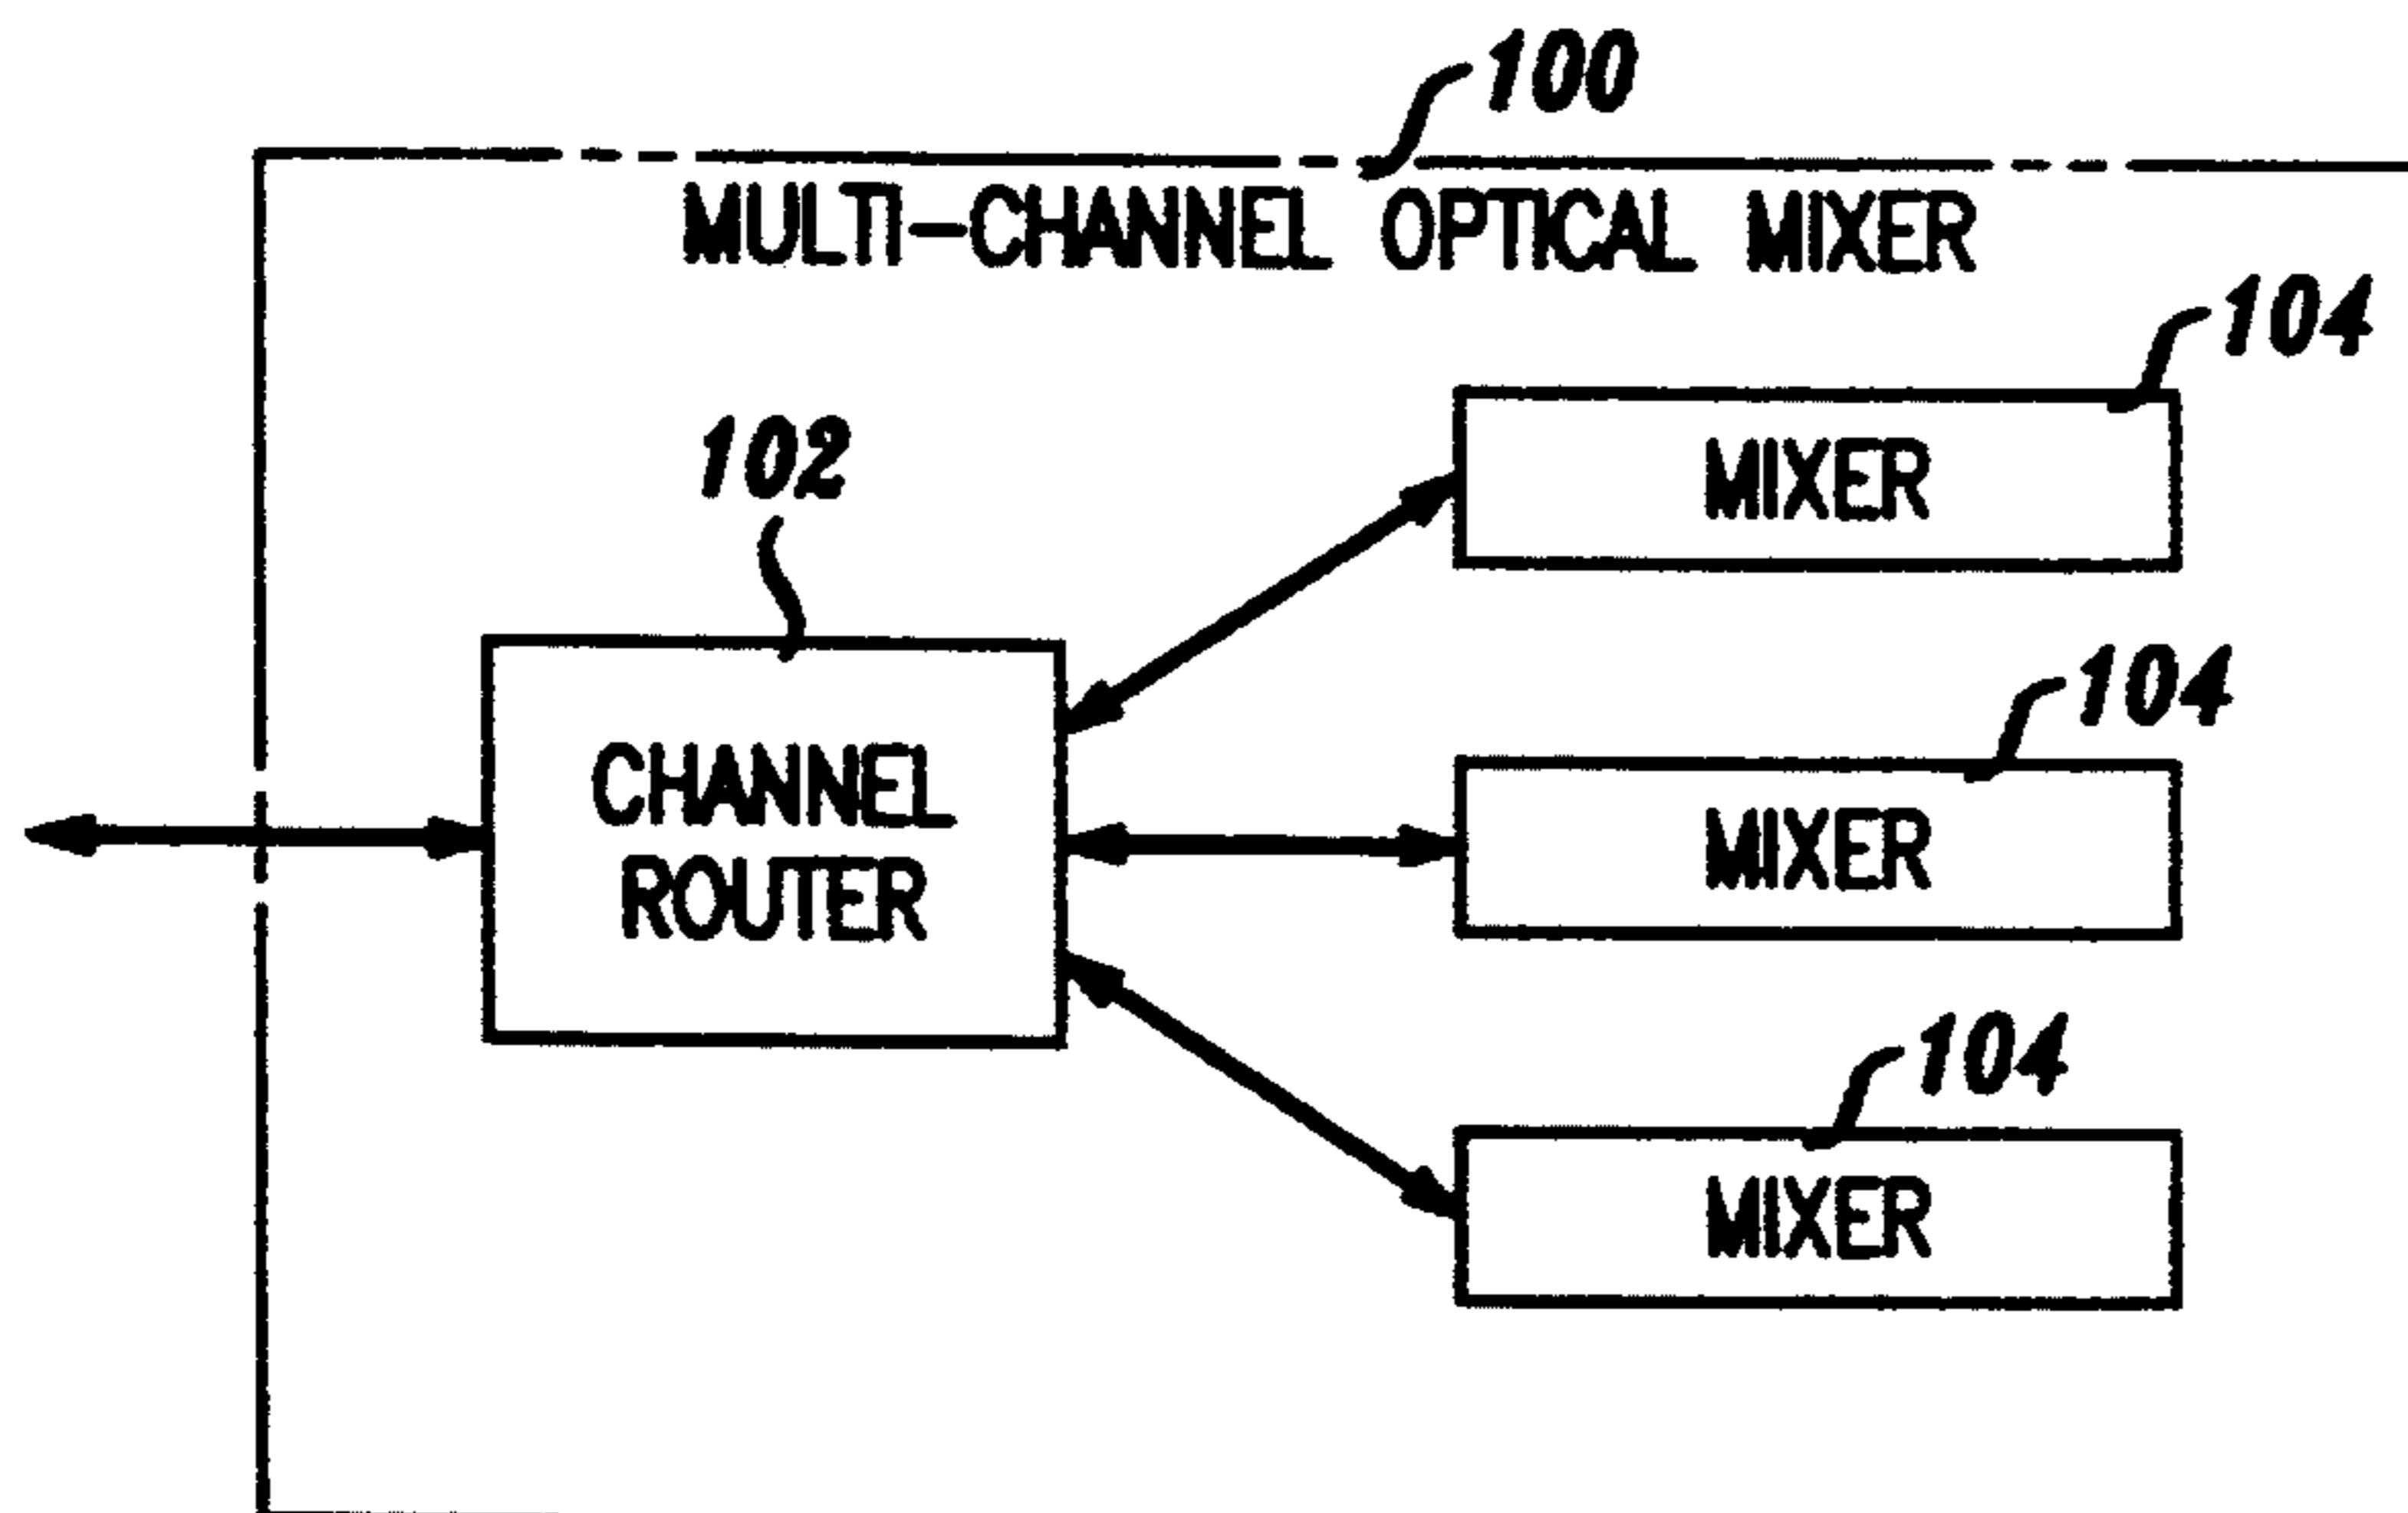 100
MULTI-CHANNEL OPTICAL MIXER
104
MIXER
102
104
CHANNEL
ROUTER
MIXER
104
MIXER